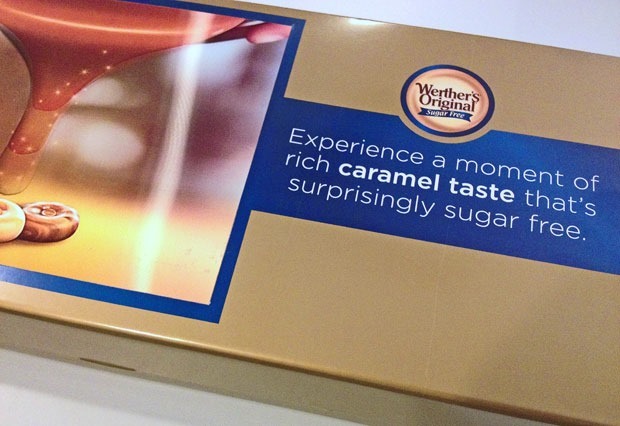 Werther's
Original
Sugar Free
Experience a moment of
rich caramel taste that's
surprisingly sugar free.